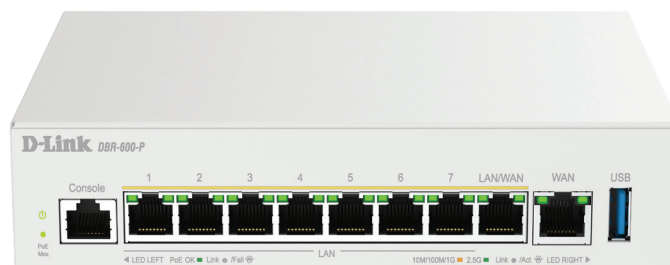 D-Link DBR-600-P
Console 1 2 3 4 5 6 7 LAN/WAN WAN USB
PoE
Max
LAN
◀ LED LEFT PoE OK Link /Fail 10M/100M/1G 2.5G Link /Act LED RIGHT ▶